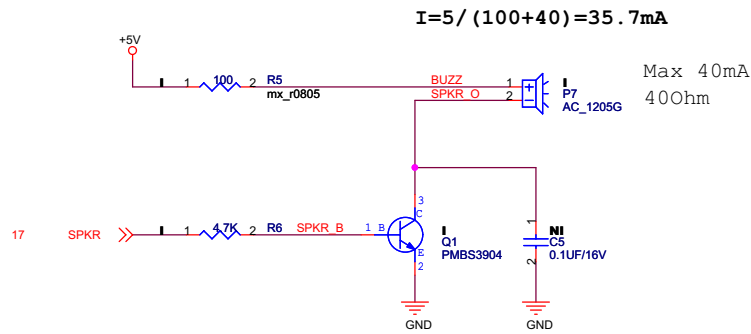 I=5/(100+40)=35.7mA
+5V
I 1 100 2 R5
mx_r0805
BUZZ
SPKR_O
1
2
+
-
I
P7
AC_1205G
Max 40mA
40Ohm
17 SPKR
I 1 4.7K 2 R6 SPKR_B 1 B
3
C
E
2
I
Q1
PMBS3904
1
2
NI
C5
0.1UF/16V
GND
GND